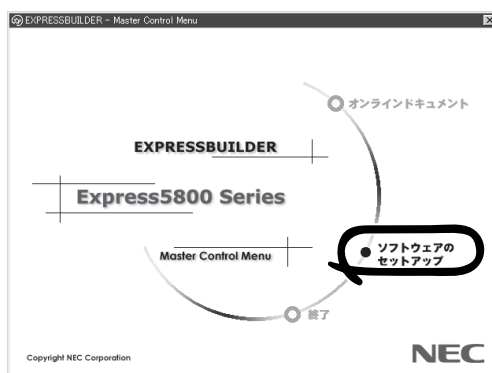 EXPRESSBUILDER - Master Control Menu
オンラインドキュメント
EXPRESSBUILDER
Express5800 Series
Master Control Menu
ソフトウェアの
セットアップ
終了
Copyright NEC Corporation
NEC